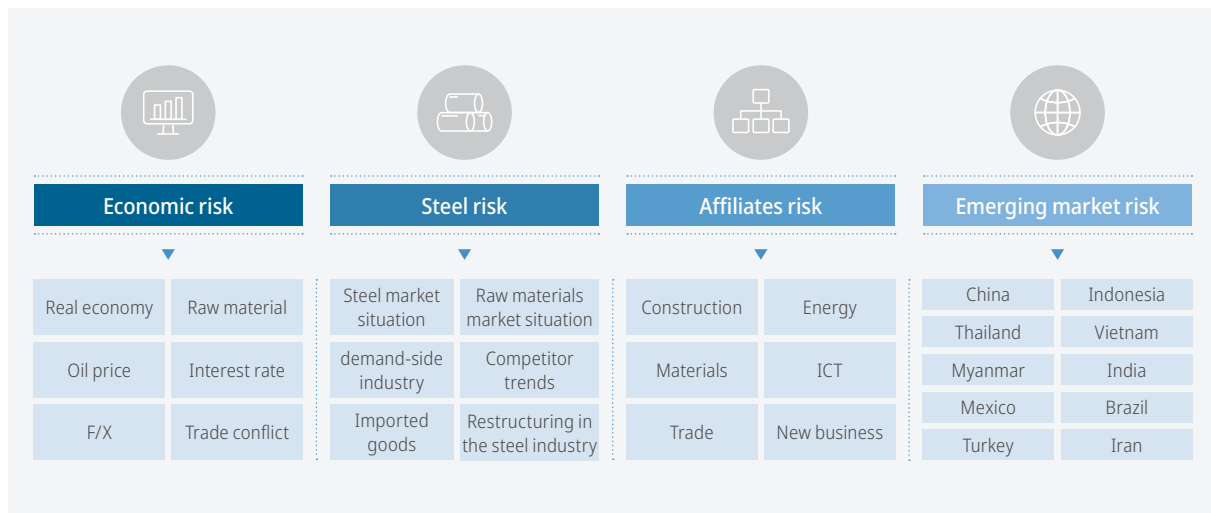 Economic risk
Real economy
Raw material
Oil price
Interest rate
F/X
Trade conflict
Steel risk
Steel market
situation
Raw materials
market situation
demand-side
industry
Competitor
trends
Imported
goods
Restructuring in
the steel industry
Affiliates risk
Construction
Energy
Materials
ICT
Trade
New business
Emerging market risk
China
Indonesia
Thailand
Vietnam
Myanmar
India
Mexico
Brazil
Turkey
Iran